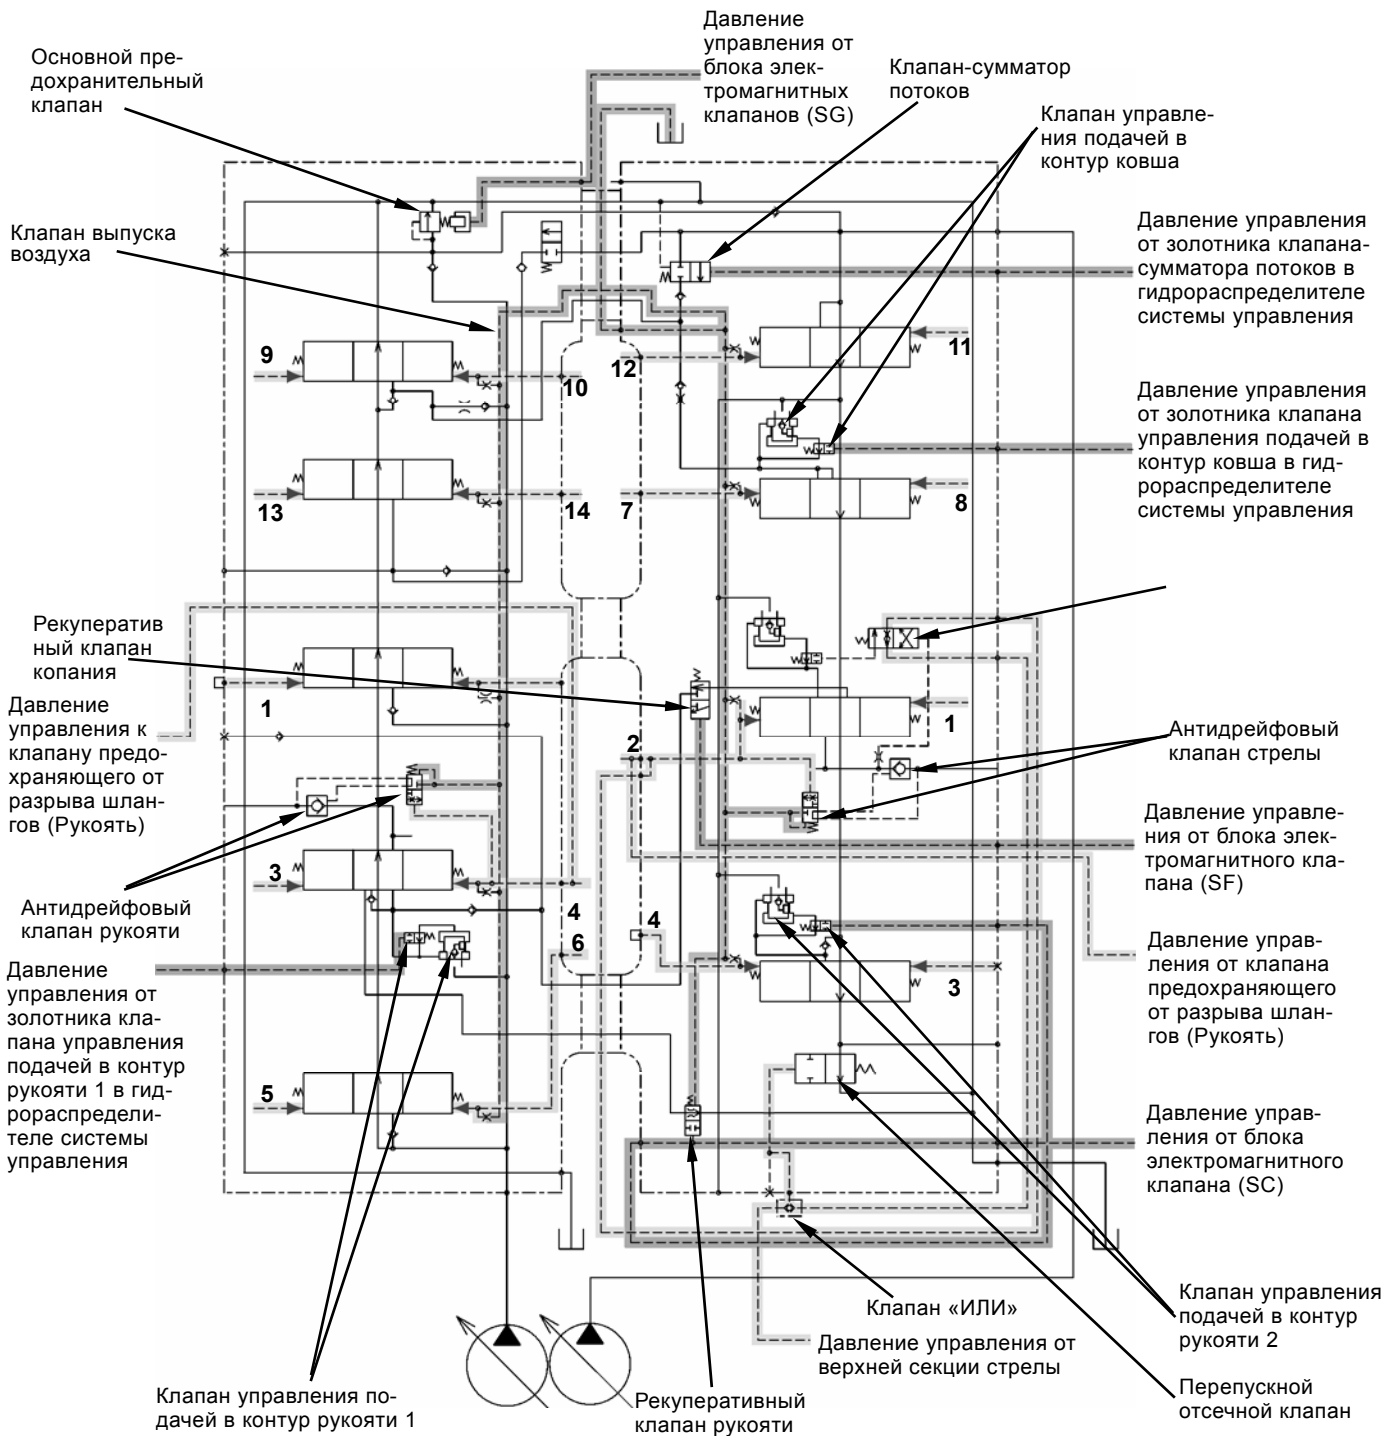 Давление
управления от
блока элек-
тромагнитных
клапанов (SG)
Основной пре-
дохранительный
клапан
Клапан-сумматор
потоков
Клапан управле-
ния подачей в
контур ковша
Клапан выпуска
воздуха
Давление управления
от золотника клапана-
сумматора потоков в
гидрораспределителе
системы управления
9
10
12
11
Давление управления
от золотника клапана
управления подачей в
контур ковша в гид-
рораспределителе
системы управления
13
14
7
8
Рекуператив
ный клапан
копания
1
1
Давление
управления к
клапану предо-
храняющего от
разрыва шлан-
гов (Рукоять)
2
Антидрейфовый
клапан стрелы
Давление управле-
ния от блока элек-
тромагнитного кла-
пана (SF)
3
4
4
6
3
Антидрейфовый
клапан рукояти
Давление управ-
ления от клапана
предохраняющего
от разрыва шлан-
гов (Рукоять)
Давление
управления от
золотника кла-
пана управления
подачей в контур
рукояти 1 в гид-
рораспредели-
теле системы
управления
5
Давление управ-
ления от блока
электромагнитного
клапана (SC)
Клапан «ИЛИ»
Клапан управления
подачей в контур
рукояти 2
Давление управления от
верхней секции стрелы
Клапан управления по-
дачей в контур рукояти 1
Рекуперативный
клапан рукояти
Перепускной
отсечной клапан